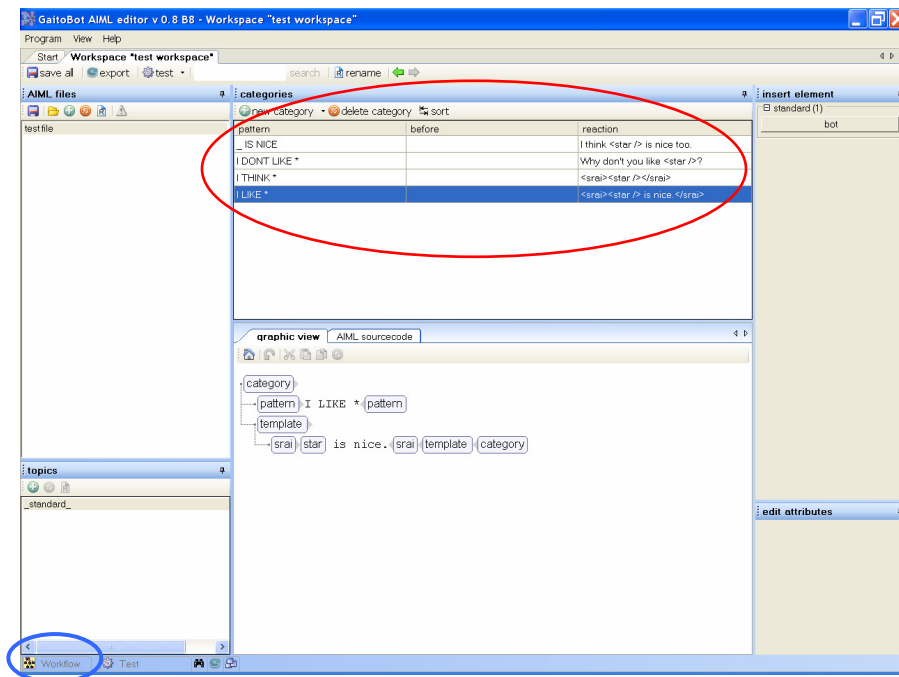 GaitoBot AIML editor v 0.8 B8 - Workspace "test workspace"
Program View Help
Start Workspace "test workspace"
save all export test search rename
AIML files
testfile
categories
new category delete category sort
pattern before reaction
_ IS NICE I think <star /> is nice too.
I DONT LIKE * Why don't you like <star />?
I THINK * <srai><star /></srai>
I LIKE * <srai><star /> is nice.</srai>
insert element
standard (1)
bot
graphic view AIML sourcecode
category
pattern I LIKE * pattern
template
srai star is nice. srai template category
topics
_standard_
edit attributes
Workflow Test